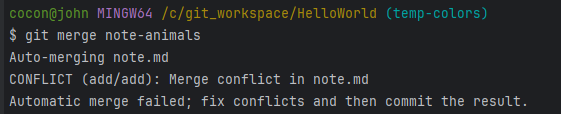 cocon@john MINGW64 /c/git_workspace/HelloWorld (temp-colors)
$ git merge note-animals
Auto-merging note.md
CONFLICT (add/add): Merge conflict in note.md
Automatic merge failed; fix conflicts and then commit the result.